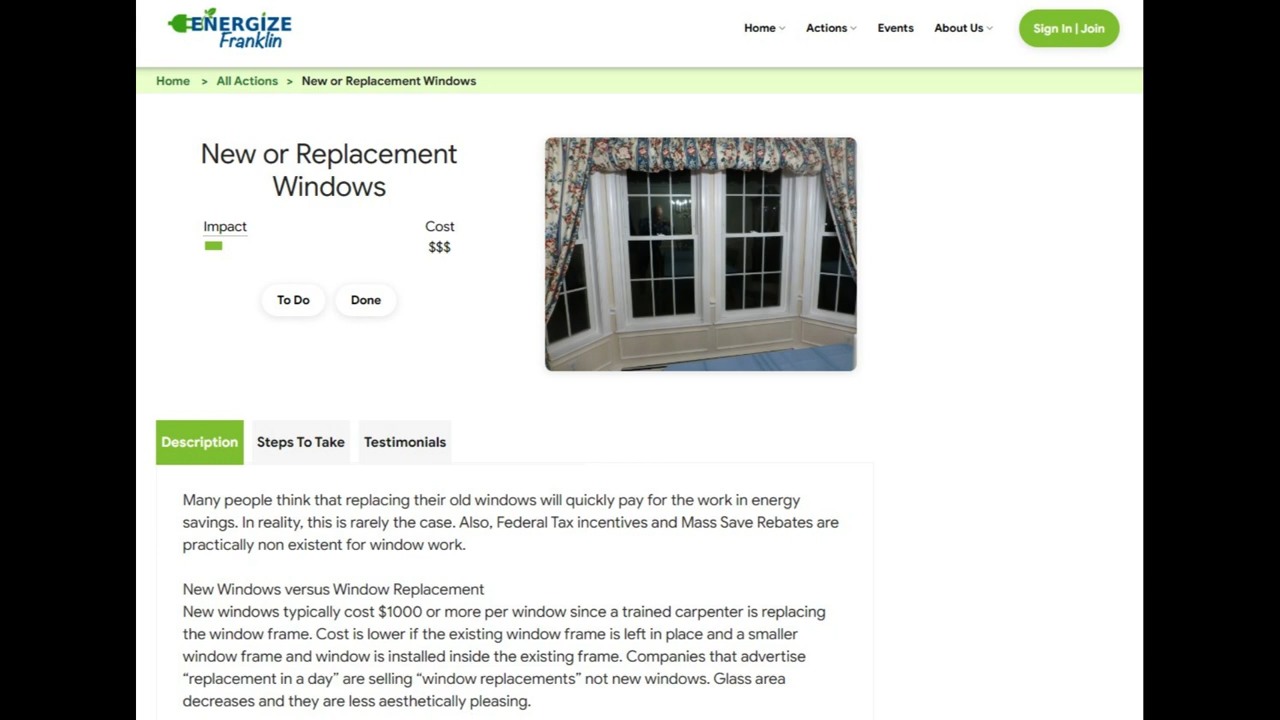 ENERGIZE
Franklin
Home Actions Events About Us Sign In | Join
Home > All Actions > New or Replacement Windows
New or Replacement
Windows
Impact Cost
$$$
To Do Done
Description Steps To Take Testimonials
Many people think that replacing their old windows will quickly pay for the work in energy
savings. In reality, this is rarely the case. Also, Federal Tax incentives and Mass Save Rebates are
practically non existent for window work.
New Windows versus Window Replacement
New windows typically cost $1000 or more per window since a trained carpenter is replacing
the window frame. Cost is lower if the existing window frame is left in place and a smaller
window frame and window is installed inside the existing frame. Companies that advertise
“replacement in a day” are selling “window replacements” not new windows. Glass area
decreases and they are less aesthetically pleasing.